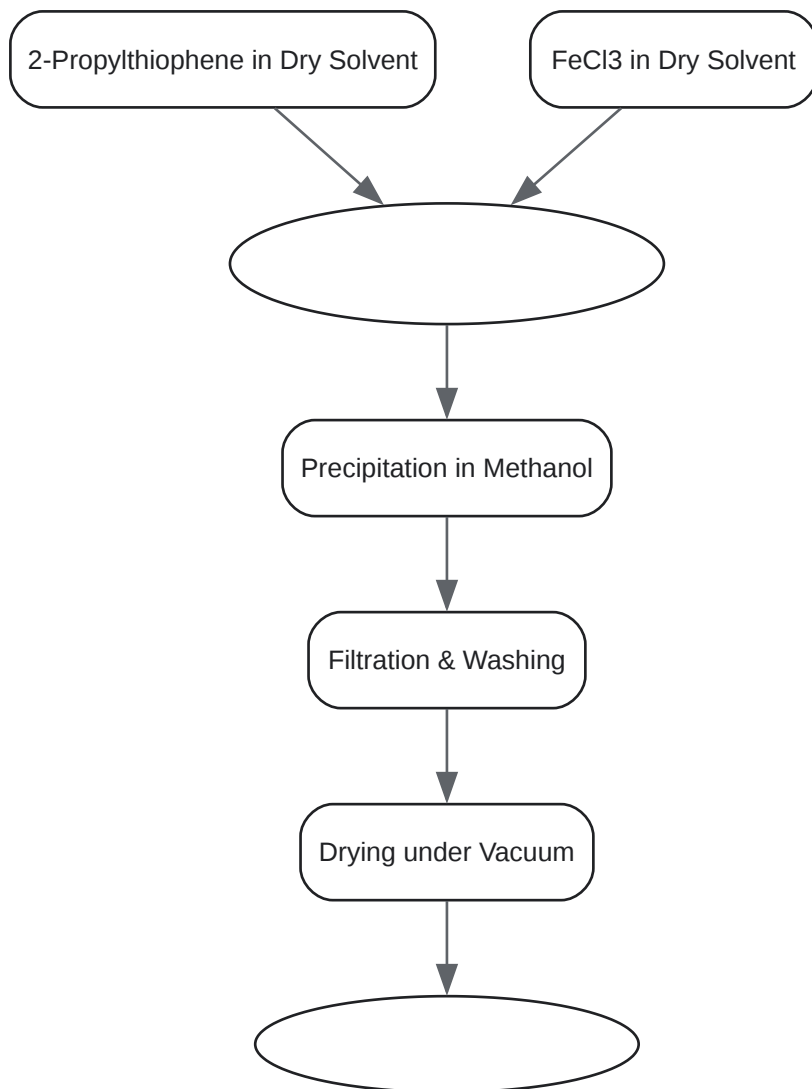 2-Propylthiophene in Dry Solvent
FeCl3 in Dry Solvent
Precipitation in Methanol
Filtration & Washing
Drying under Vacuum